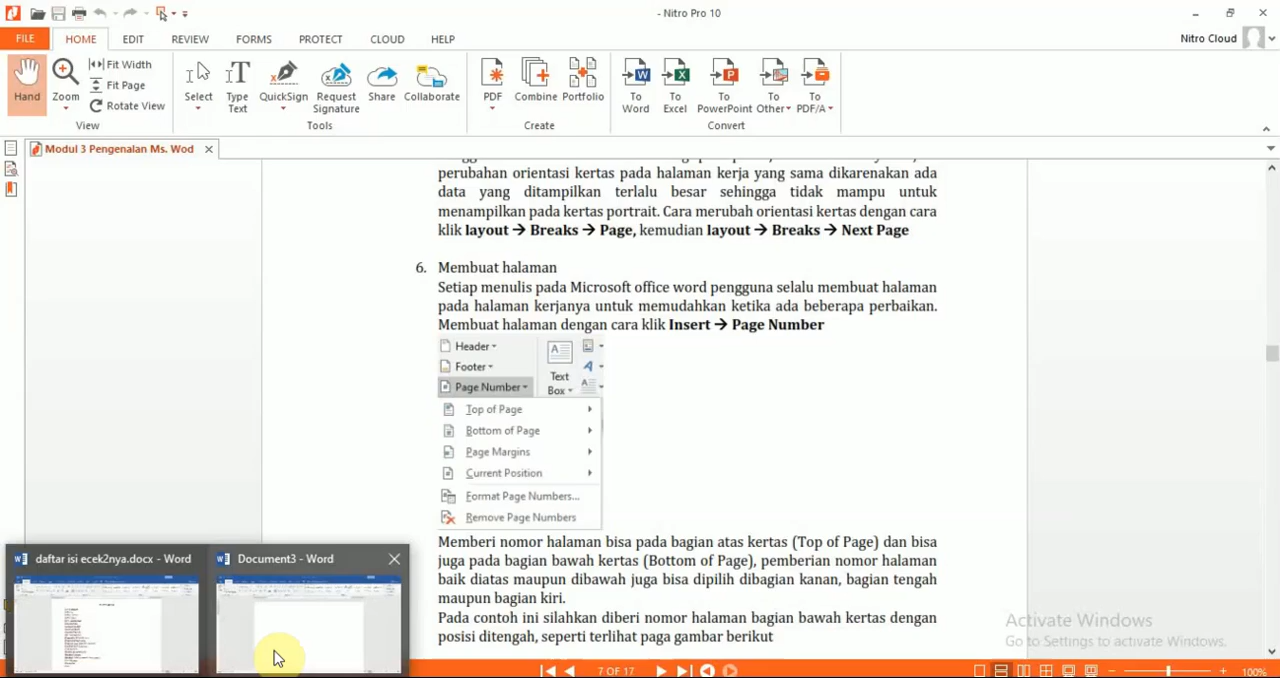 - Nitro Pro 10
FILE
HOME
EDIT
REVIEW
FORMS
PROTECT
CLOUD
HELP
Nitro Cloud
Hand
Zoom
Fit Width
Fit Page
Rotate View
View
Select
Type Text
QuickSign
Request Signature
Share
Collaborate
Tools
PDF
Combine
Portfolio
Create
To Word
To Excel
To PowerPoint
To Other
To PDF/A
Convert
Modul 3 Pengenalan Ms. Wod
perubahan orientasi kertas pada halaman kerja yang sama dikarenakan ada
data yang ditampilkan terlalu besar sehingga tidak mampu untuk
menampilkan pada kertas portrait. Cara merubah orientasi kertas dengan cara
klik layout → Breaks → Page, kemudian layout → Breaks → Next Page
6. Membuat halaman
Setiap menulis pada Microsoft office word pengguna selalu membuat halaman
pada halaman kerjanya untuk memudahkan ketika ada beberapa perbaikan.
Membuat halaman dengan cara klik Insert → Page Number
Header
Footer
Page Number
Text Box
Top of Page
Bottom of Page
Page Margins
Current Position
Format Page Numbers...
Remove Page Numbers
Memberi nomor halaman bisa pada bagian atas kertas (Top of Page) dan bisa
juga pada bagian bawah kertas (Bottom of Page), pemberian nomor halaman
baik diatas maupun dibawah juga bisa dipilih dibagian kanan, bagian tengah
maupun bagian kiri.
Pada contoh ini silahkan diberi nomor halaman bagian bawah kertas dengan
posisi ditengah, seperti terlihat paga gambar berikut
daftar isi ecek2nya.docx - Word
Document3 - Word
Activate Windows
Go to Settings to activate Windows.
7 OF 17
100%